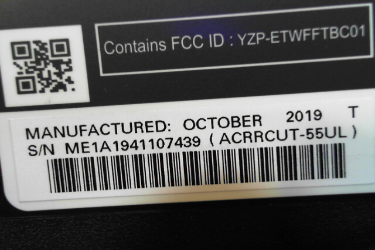 Contains FCC ID : YZP-ETWFFTBC01
MANUFACTURED: OCTOBER 2019 T
S/N ME1A1941107439 ( ACRRCUT-55UL )